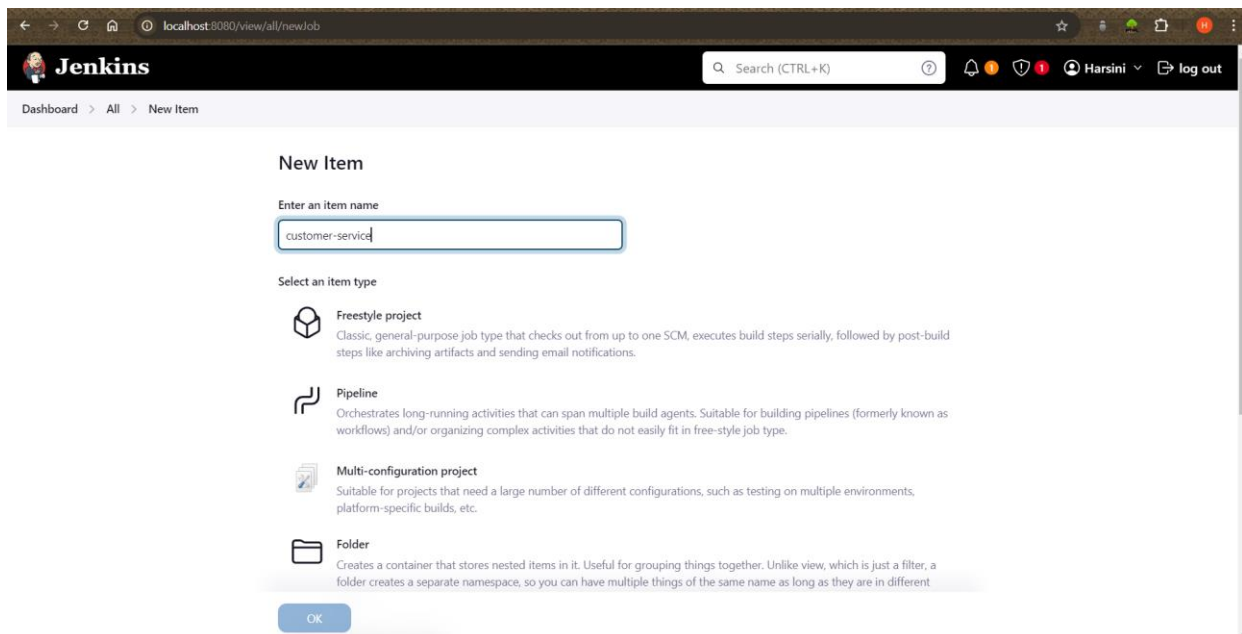 localhost:8080/view/all/newJob
H
Jenkins
Search (CTRL+K)
?
1
1
Harsini
log out
Dashboard > All > New Item
New Item
Enter an item name
customer-service
Select an item type
Freestyle project
Classic, general-purpose job type that checks out from up to one SCM, executes build steps serially, followed by post-build
steps like archiving artifacts and sending email notifications.
Pipeline
Orchestrates long-running activities that can span multiple build agents. Suitable for building pipelines (formerly known as
workflows) and/or organizing complex activities that do not easily fit in free-style job type.
Multi-configuration project
Suitable for projects that need a large number of different configurations, such as testing on multiple environments,
platform-specific builds, etc.
Folder
Creates a container that stores nested items in it. Useful for grouping things together. Unlike view, which is just a filter, a
folder creates a separate namespace, so you can have multiple things of the same name as long as they are in different
OK